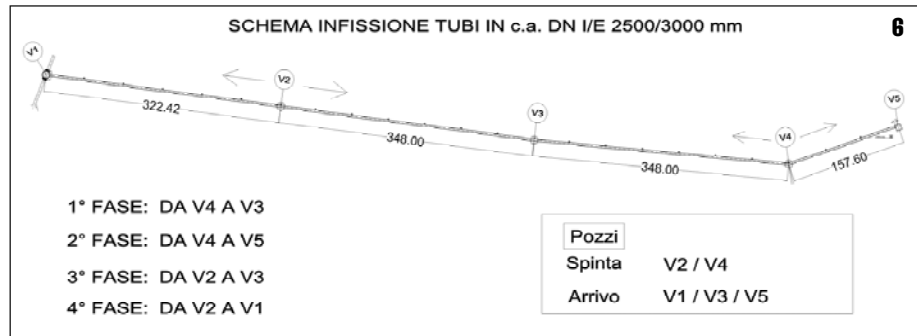 SCHEMA INFISSIONE TUBI IN c.a. DN I/E 2500/3000 mm
6
V1
V2
V3
V4
V5
322.42
348.00
348.00
157.60
1° FASE: DA V4 A V3
2° FASE: DA V4 A V5
3° FASE: DA V2 A V3
4° FASE: DA V2 A V1
Pozzi
Spinta V2 / V4
Arrivo V1 / V3 / V5